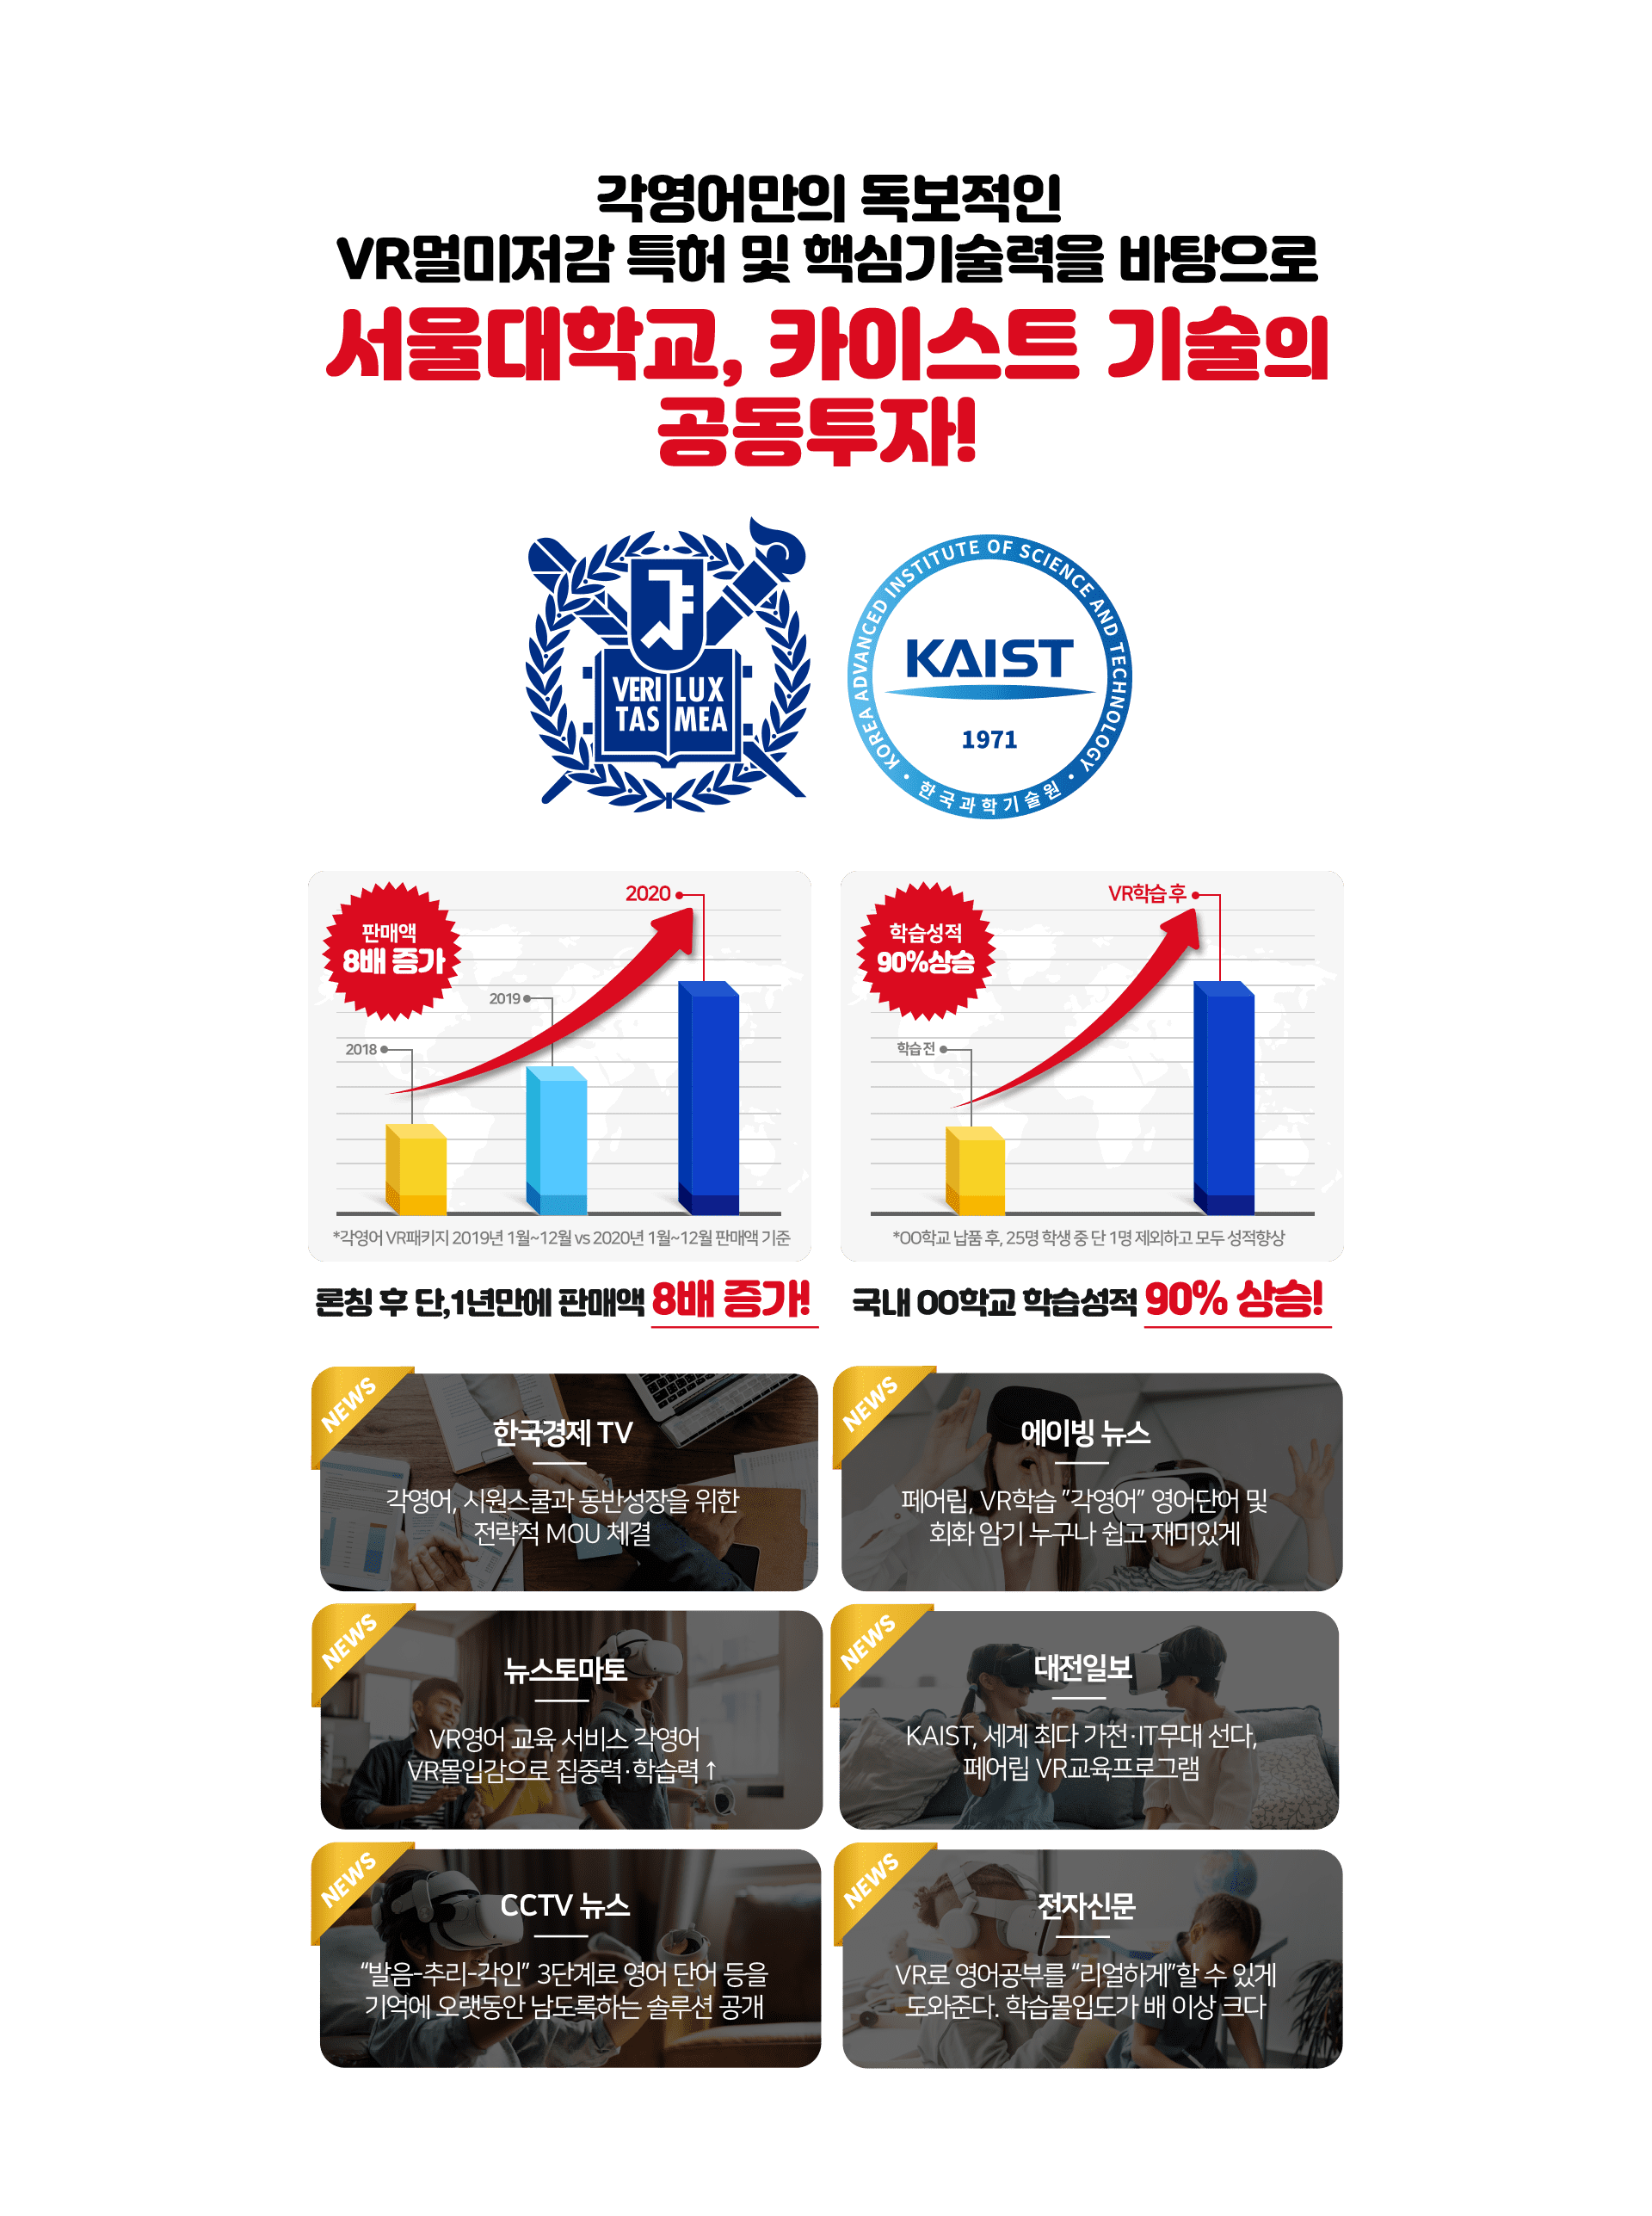 각영어만의 독보적인
VR멀미저감 특허 및 핵심기술력을 바탕으로
서울대학교, 카이스트 기술의
공동투자!
VERI LUX
TAS MEA
KOREA ADVANCED INSTITUTE OF SCIENCE AND TECHNOLOGY
KAIST
1971
한국과학기술원
판매액
8배 증가
2020
2019
2018
*각영어 VR패키지 2019년 1월~12월 vs 2020년 1월~12월 판매액 기준
론칭 후 단,1년만에 판매액 8배 증가!
학습성적
90%상승
VR학습 후
학습 전
*OO학교 납품 후, 25명 학생 중 단 1명 제외하고 모두 성적향상
국내 OO학교 학습성적 90% 상승!
NEWS
한국경제 TV
각영어, 시원스쿨과 동반성장을 위한
전략적 MOU 체결
NEWS
에이빙 뉴스
페어립, VR학습 "각영어" 영어단어 및
회화 암기 누구나 쉽고 재미있게
NEWS
뉴스토마토
VR영어 교육 서비스 각영어
VR몰입감으로 집중력·학습력↑
NEWS
대전일보
KAIST, 세계 최다 가전·IT무대 선다,
페어립 VR교육프로그램
NEWS
CCTV 뉴스
“발음-추리-각인” 3단계로 영어 단어 등을
기억에 오랫동안 남도록하는 솔루션 공개
NEWS
전자신문
VR로 영어공부를 “리얼하게”할 수 있게
도와준다. 학습몰입도가 배 이상 크다